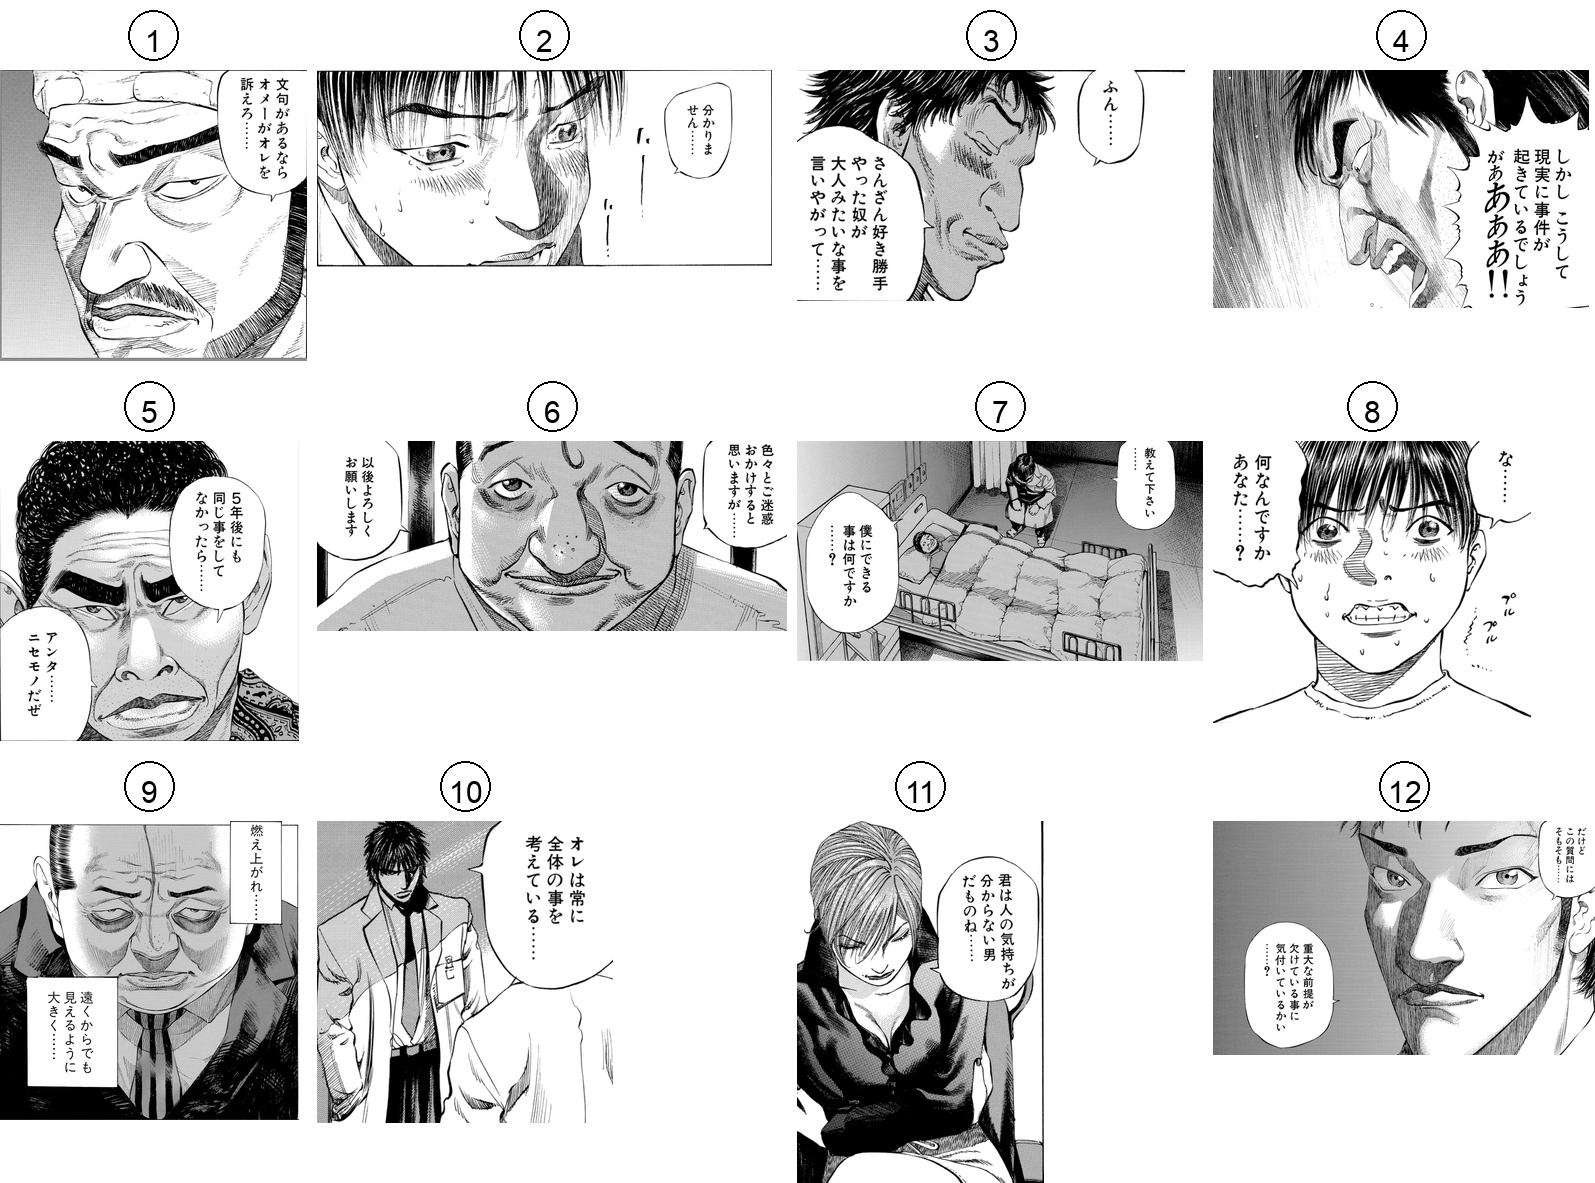 1
文句があるなら
オメーがオレを
訴えろ……
2
分かりま
せん……
3
ふん……
さんざん好き勝手
やった奴が
大人みたいな事を
言いやがって……
4
しかし こうして
現実に事件が
起きているでしょう
があああぁ!!
5
5年後にも
同じ事をして
なかったら……
アンタ……
ニセモノだぜ
6
色々とご迷惑
おかけすると
思いますが……
以後よろしく
お願いします
7
教えて下さい
……
僕にできる
事は何ですか
……?
8
な……
何なんですか
あなた……?
プル
プル
9
燃え上がれ……
遠くからでも
見えるように
大きく……
10
オレは常に
全体の事を
考えている……
11
君は人の気持ちが
分からない男
だものね……
12
だけど
この質問には
そもそも……
重大な前提が
欠けている事に
気付いているかい
……?